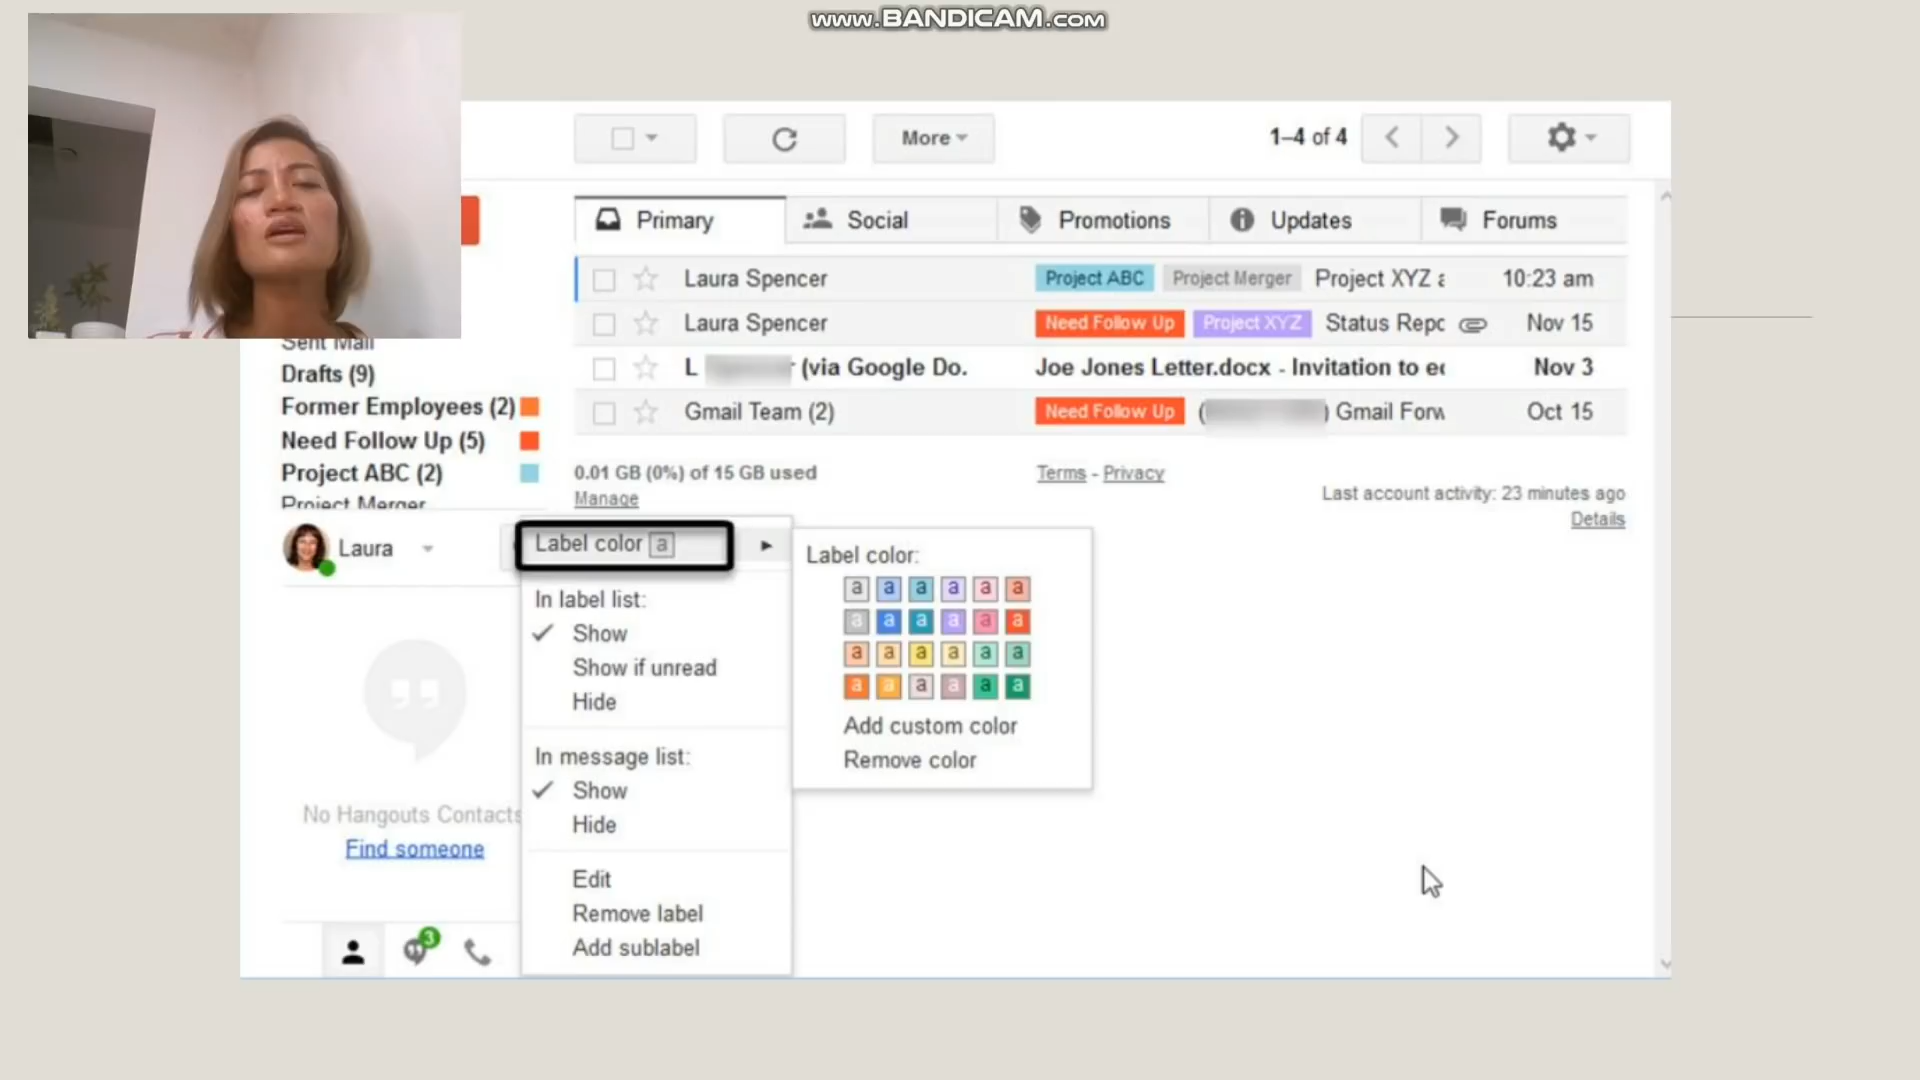 www.BANDICAM.com
More
1–4 of 4
Primary
Social
Promotions
Updates
Forums
Laura Spencer
Project ABC
Project Merger
Project XYZ
10:23 am
Laura Spencer
Need Follow Up
Project XYZ
Status Repo
Nov 15
L (via Google Do.
Joe Jones Letter.docx - Invitation to
Nov 3
Gmail Team (2)
Need Follow Up
( ) Gmail Forw
Oct 15
Sent Mail
Drafts (9)
Former Employees (2)
Need Follow Up (5)
Project ABC (2)
Project Merger
0.01 GB (0%) of 15 GB used
Manage
Terms - Privacy
Last account activity: 23 minutes ago
Details
Laura
No Hangouts Contacts
Find someone
3
Label color a
In label list:
Show
Show if unread
Hide
In message list:
Show
Hide
Edit
Remove label
Add sublabel
Label color:
a a a a a a
a a a a a a
a a a a a a
a a a a a a
Add custom color
Remove color